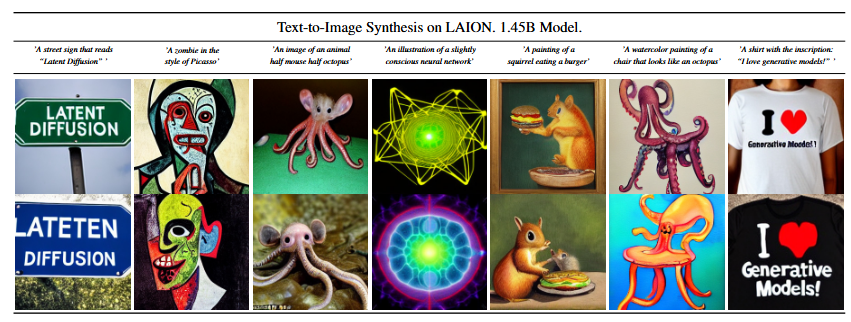 Text-to-Image Synthesis on LAION. 1.45B Model.
'A street sign that reads
"Latent Diffusion" '
'A zombie in the
style of Picasso'
'An image of an animal
half mouse half octopus'
'An illustration of a slightly
conscious neural network'
'A painting of a
squirrel eating a burger'
'A watercolor painting of a
chair that looks like an octopus'
'A shirt with the inscription:
"I love generative models!" '
LATENT
DIFFUSION
I
Generative Models!
LATETEN
DIFFUSION
I
Generative
Models!